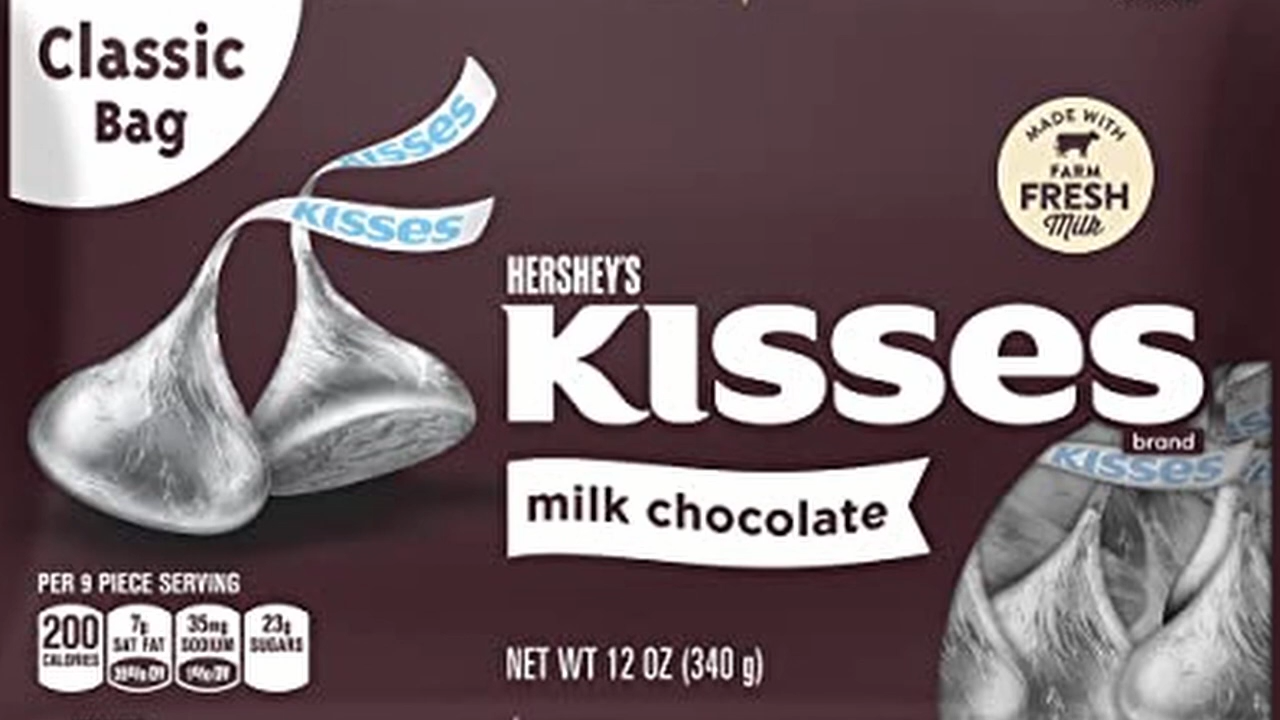 Classic
Bag
KISSES
KISSES
MADE WITH
FARM
FRESH
Milk
HERSHEY'S
KISSES
brand
KISSES
milk chocolate
PER 9 PIECE SERVING
200
CALORIES
7g
SAT FAT
35mg
SODIUM
23g
SUGARS
NET WT 12 OZ (340 g)